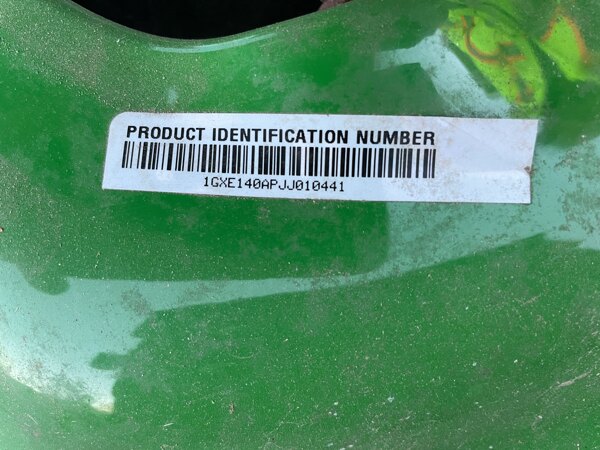 PRODUCT IDENTIFICATION NUMBER
1GXE140APJJ010441